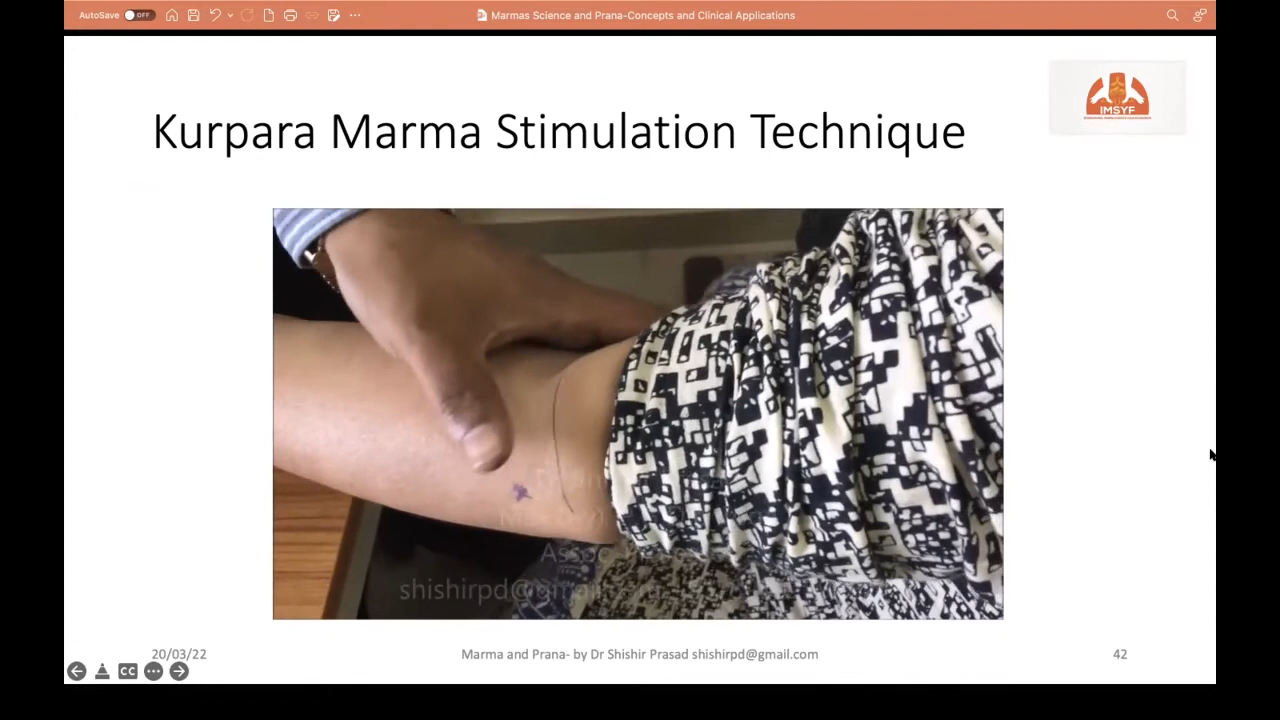 AutoSave OFF
Marmas Science and Prana-Concepts and Clinical Applications
IMSYF
Kurpara Marma Stimulation Technique
shishirpd@gmail
20/03/22
Marma and Prana- by Dr Shishir Prasad shishirpd@gmail.com
42
CC